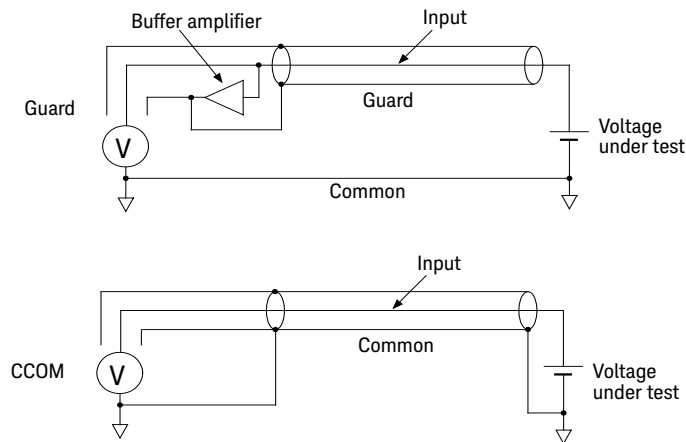 Buffer amplifier
Input
Guard
Guard
V
Voltage
under test
Common
Input
Common
CCOM
V
Voltage
under test